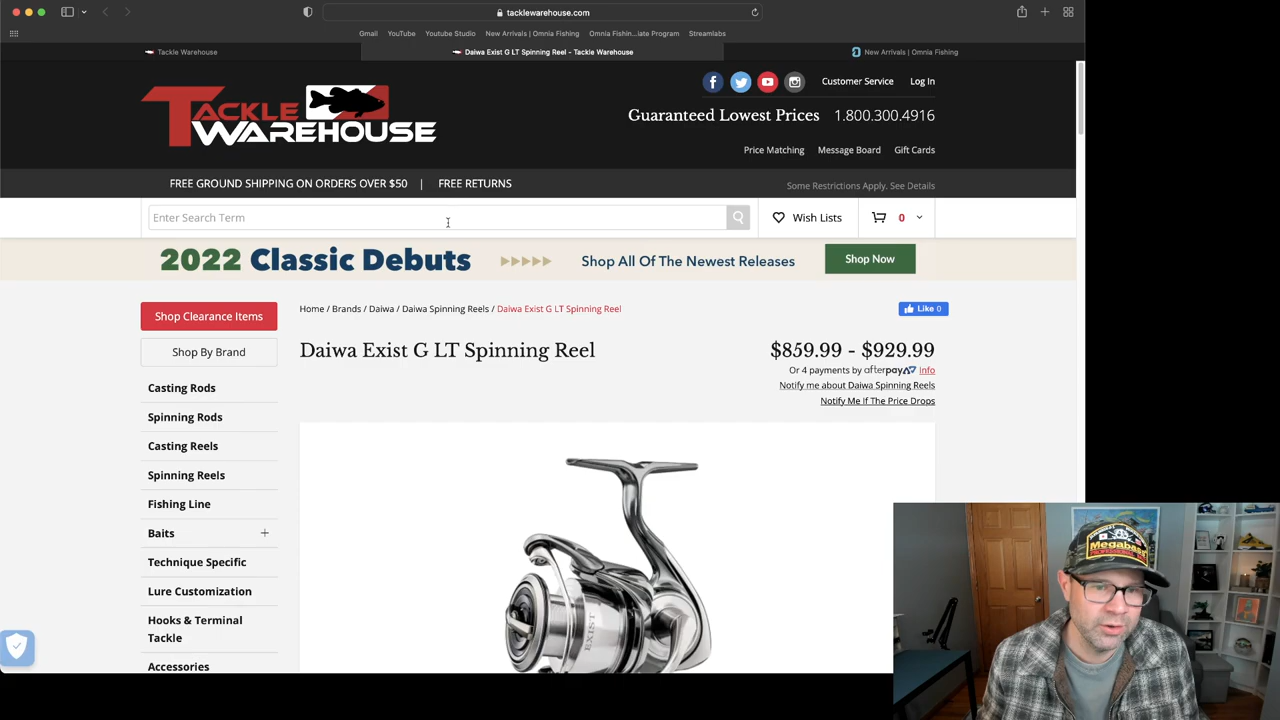 tacklewarehouse.com
Gmail YouTube Youtube Studio New Arrivals | Omnia Fishing Omnia Fishin...iate Program Streamlabs
Tackle Warehouse Daiwa Exist G LT Spinning Reel – Tackle Warehouse New Arrivals | Omnia Fishing
Customer Service Log In
TACKLE
WAREHOUSE
Guaranteed Lowest Prices 1.800.300.4916
Price Matching Message Board Gift Cards
FREE GROUND SHIPPING ON ORDERS OVER $50 | FREE RETURNS
Some Restrictions Apply. See Details
Enter Search Term
Wish Lists 0
2022 Classic Debuts Shop All Of The Newest Releases Shop Now
Shop Clearance Items
Home / Brands / Daiwa / Daiwa Spinning Reels / Daiwa Exist G LT Spinning Reel
Like 0
Shop By Brand
Daiwa Exist G LT Spinning Reel
$859.99 - $929.99
Or 4 payments by afterpay Info
Notify me about Daiwa Spinning Reels
Notify Me If The Price Drops
Casting Rods
Spinning Rods
Casting Reels
Spinning Reels
Fishing Line
Baits +
Technique Specific
Lure Customization
Hooks & Terminal
Tackle
Accessories
EXIST
Megabass